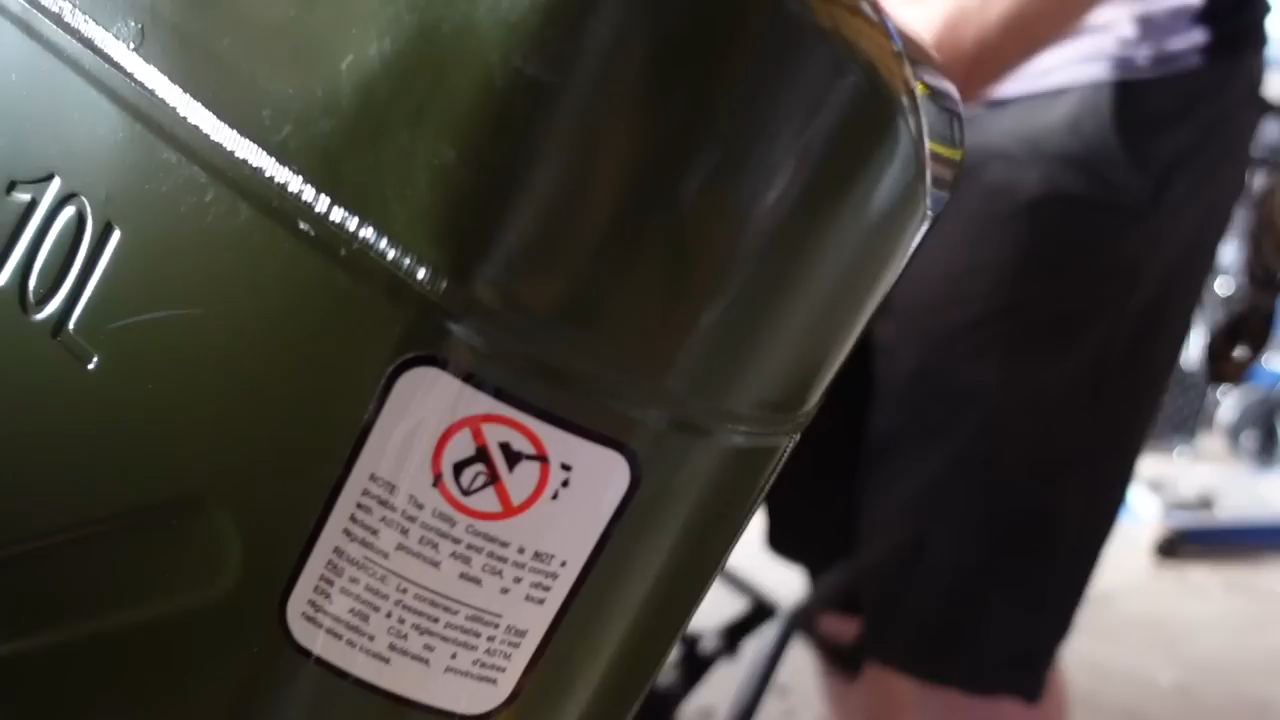 10L
NOTE: The Utility Container is NOT a
portable fuel container and does not comply
with ASTM, EPA, ARB, CSA, or other
federal, provincial, state, or local
regulations.
REMARQUE: Le conteneur utilitaire n'est
PAS un bidon d'essence portable et n'est
pas conforme à la réglementation ASTM,
EPA, ARB, CSA ou à d'autres
réglementations fédérales, provinciales,
ou locales.